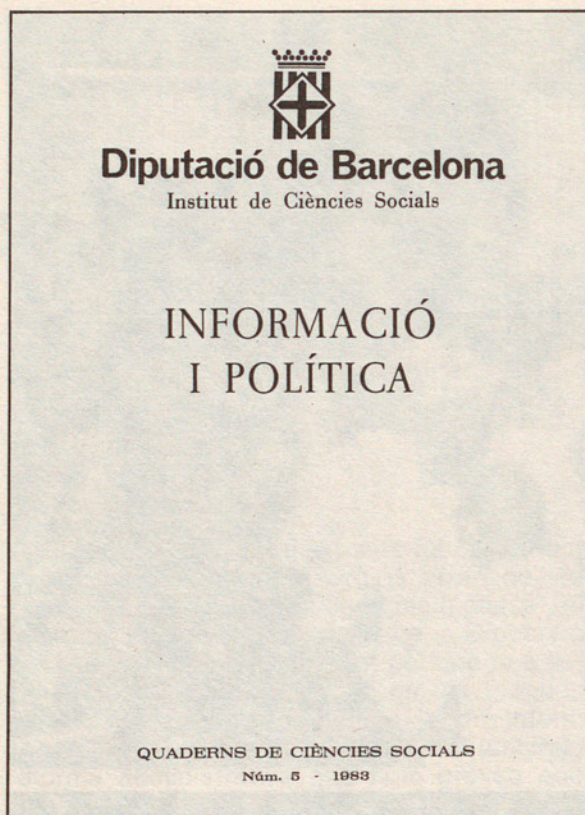 Diputació de Barcelona
Institut de Ciències Socials
INFORMACIÓ
I POLÍTICA
QUADERNS DE CIÈNCIES SOCIALS
Núm. 5 - 1983